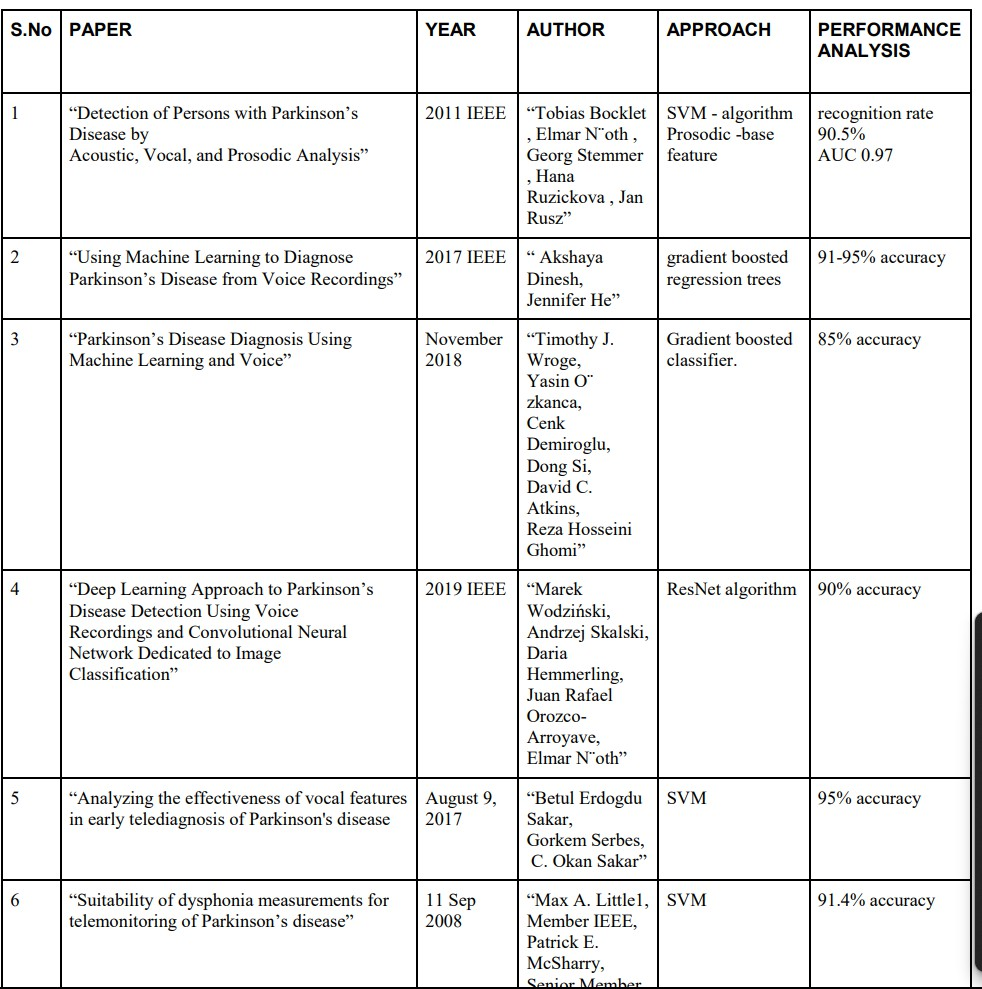 S.No PAPER YEAR AUTHOR APPROACH PERFORMANCE
ANALYSIS
1
“Detection of Persons with Parkinson’s
Disease by
Acoustic, Vocal, and Prosodic Analysis”
2011 IEEE
“Tobias Bocklet
, Elmar N¨oth ,
Georg Stemmer
, Hana
Ruzickova , Jan
Rusz”
SVM - algorithm
Prosodic -base
feature
recognition rate
90.5%
AUC 0.97
2
“Using Machine Learning to Diagnose
Parkinson’s Disease from Voice Recordings”
2017 IEEE
“ Akshaya
Dinesh,
Jennifer He”
gradient boosted
regression trees
91-95% accuracy
3
“Parkinson’s Disease Diagnosis Using
Machine Learning and Voice”
November
2018
“Timothy J.
Wroge,
Yasin O¨
zkanca,
Cenk
Demiroglu,
Dong Si,
David C.
Atkins,
Reza Hosseini
Ghomi”
Gradient boosted
classifier.
85% accuracy
4
“Deep Learning Approach to Parkinson’s
Disease Detection Using Voice
Recordings and Convolutional Neural
Network Dedicated to Image
Classification”
2019 IEEE
“Marek
Wodziński,
Andrzej Skalski,
Daria
Hemmerling,
Juan Rafael
Orozco-
Arroyave,
Elmar N¨oth”
ResNet algorithm
90% accuracy
5
“Analyzing the effectiveness of vocal features
in early telediagnosis of Parkinson's disease
August 9,
2017
“Betul Erdogdu
Sakar,
Gorkem Serbes,
C. Okan Sakar”
SVM
95% accuracy
6
“Suitability of dysphonia measurements for
telemonitoring of Parkinson’s disease”
11 Sep
2008
“Max A. Little1,
Member IEEE,
Patrick E.
McSharry,
Senior Member
SVM
91.4% accuracy